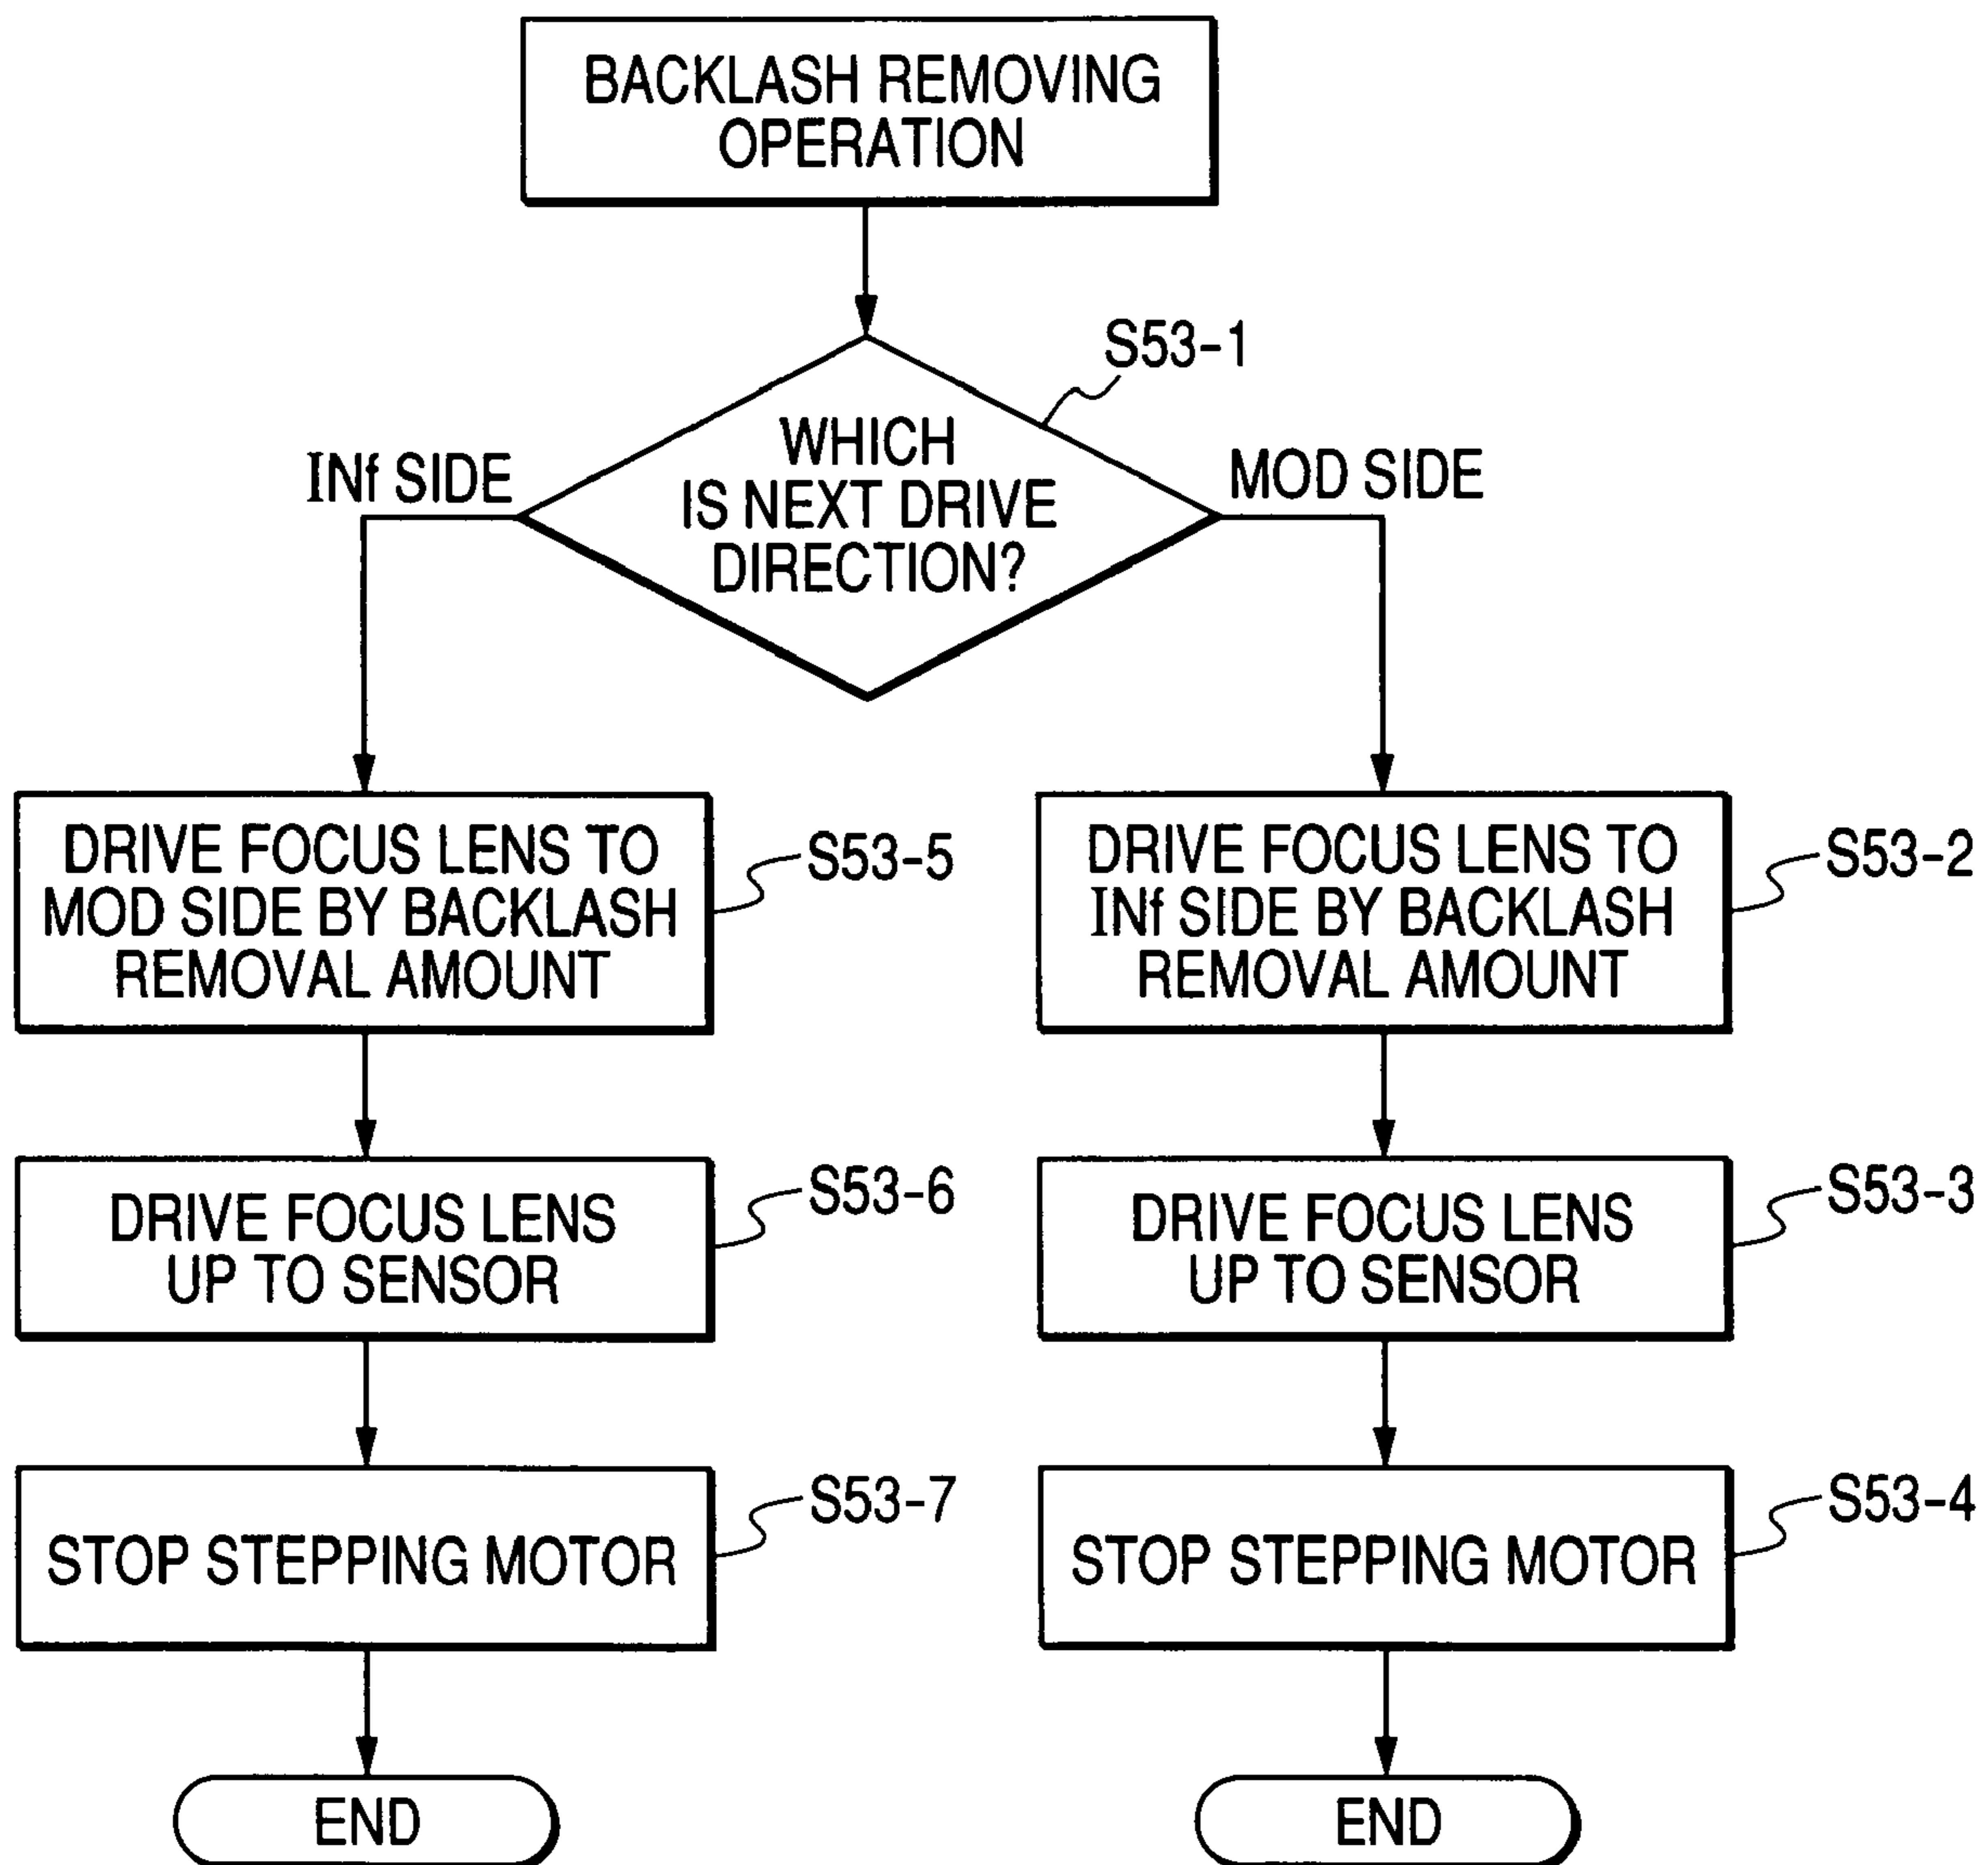 BACKLASH REMOVING
OPERATION
S53-1
WHICH
IS NEXT DRIVE
DIRECTION?
INf SIDE
MOD SIDE
DRIVE FOCUS LENS TO
MOD SIDE BY BACKLASH
REMOVAL AMOUNT
S53-5
DRIVE FOCUS LENS TO
INf SIDE BY BACKLASH
REMOVAL AMOUNT
S53-2
DRIVE FOCUS LENS
UP TO SENSOR
S53-6
DRIVE FOCUS LENS
UP TO SENSOR
S53-3
STOP STEPPING MOTOR
S53-7
STOP STEPPING MOTOR
S53-4
END
END